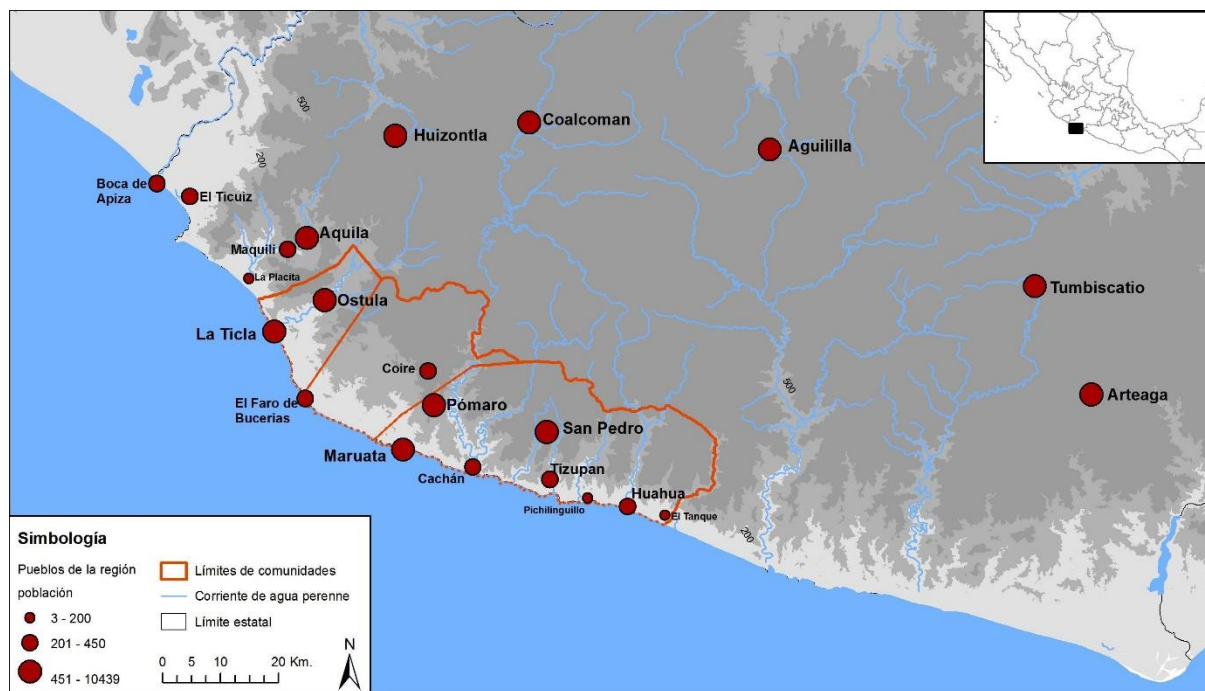 500
200
Huizontla
Coalcoman
Aguililla
Boca de
Apiza
El Ticuiz
Aquila
Maquili
La Placita
Ostula
Tumbiscatio
La Ticla
Coire
500
El Faro de
Bucerias
Pómaro
Arteaga
San Pedro
Maruata
Cachán
Tizupan
Pichilinguillo
Huahua
El Tanque
200
Simbología
Pueblos de la región
población
3 - 200
201 - 450
451 - 10439
Límites de comunidades
Corriente de agua perenne
Límite estatal
0 5 10 20 Km.
N